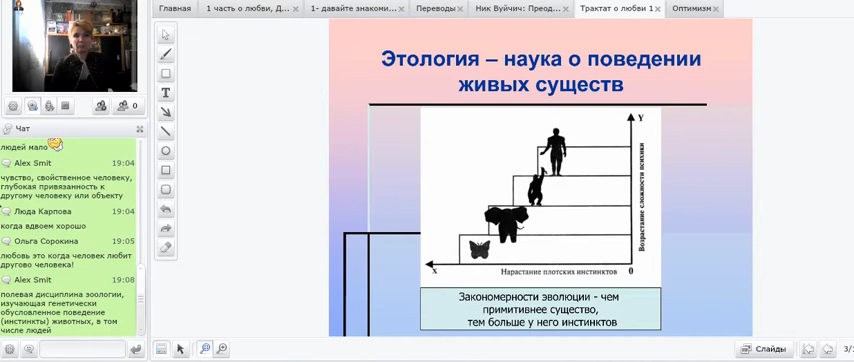 Главная
1 часть о любви, Д...
1- давайте знакоми...
Переводы
Ник Вуйчич: Преод...
Трактат о любви 1
Оптимизм
0
Чат
людей мало
Alex Smit 19:04
чувство, свойственное человеку,
глубокая привязанность к
другому человеку или объекту
Люда Карпова 19:04
когда вдвоем хорошо
Ольга Сорокина 19:05
любовь это когда человек любит
другово человека!
Alex Smit 19:08
полевая дисциплина зоологии,
изучающая генетически
обусловленное поведение
(инстинкты) животных, в том
числе людей
T
Этология – наука о поведении
живых существ
Y
Возрастание сложности психики
X Нарастание плотских инстинктов 0
Закономерности эволюции - чем
примитивнее существо,
тем больше у него инстинктов
Слайды
3/